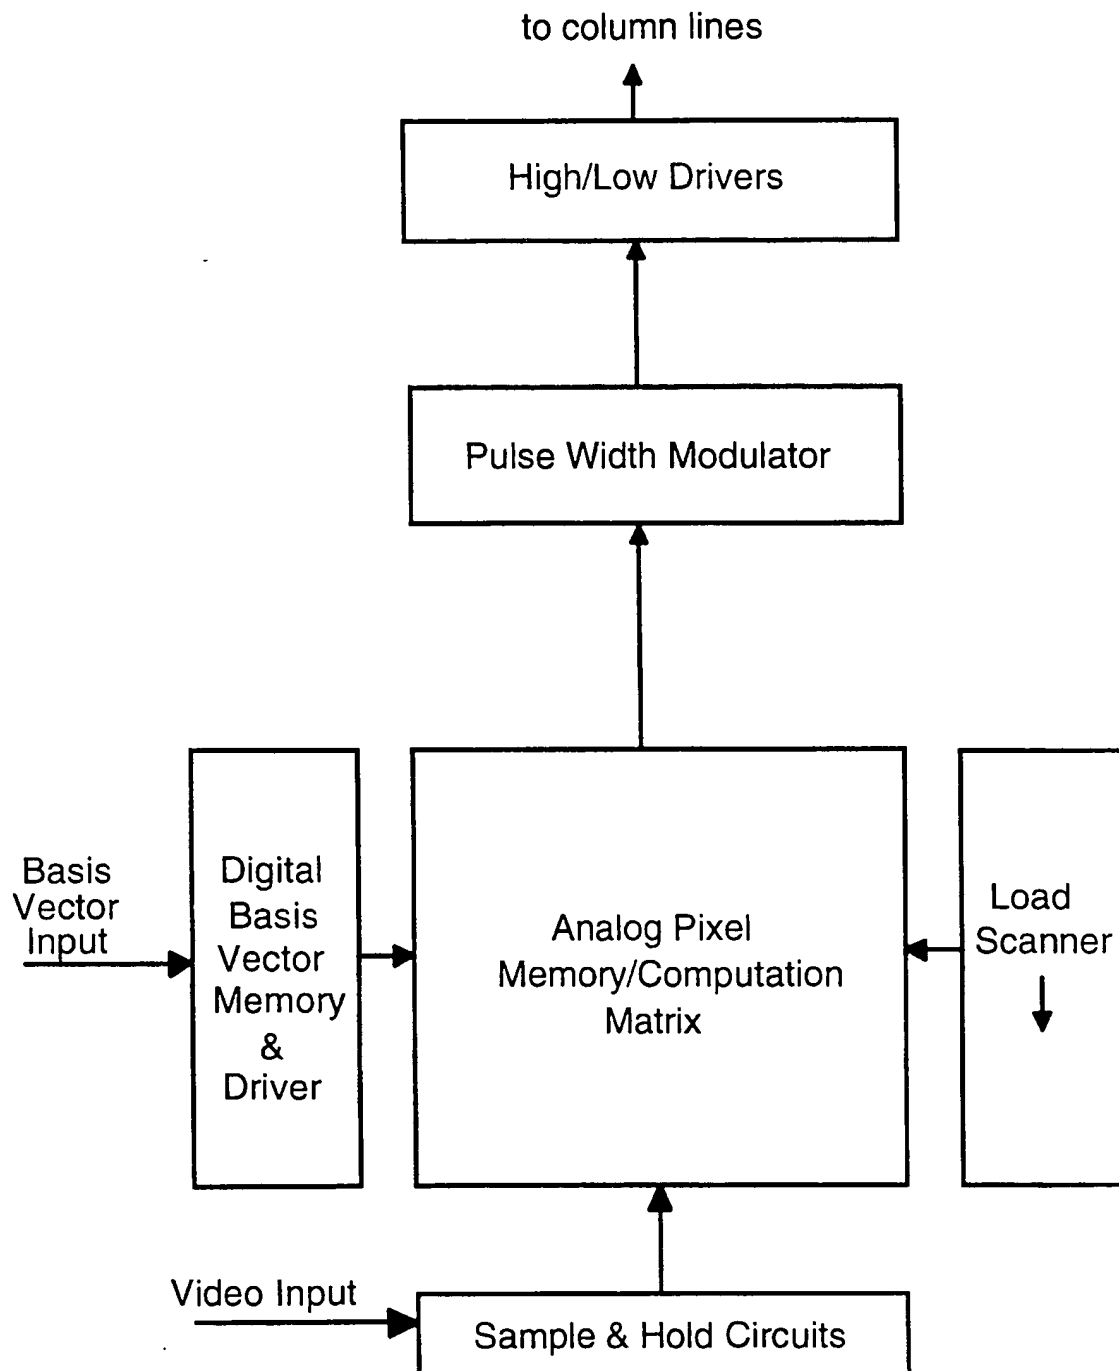 to column lines
High/Low Drivers
Pulse Width Modulator
Basis
Vector
Input
Digital
Basis
Vector
Memory
&
Driver
Analog Pixel
Memory/Computation
Matrix
Load
Scanner
Video Input
Sample & Hold Circuits